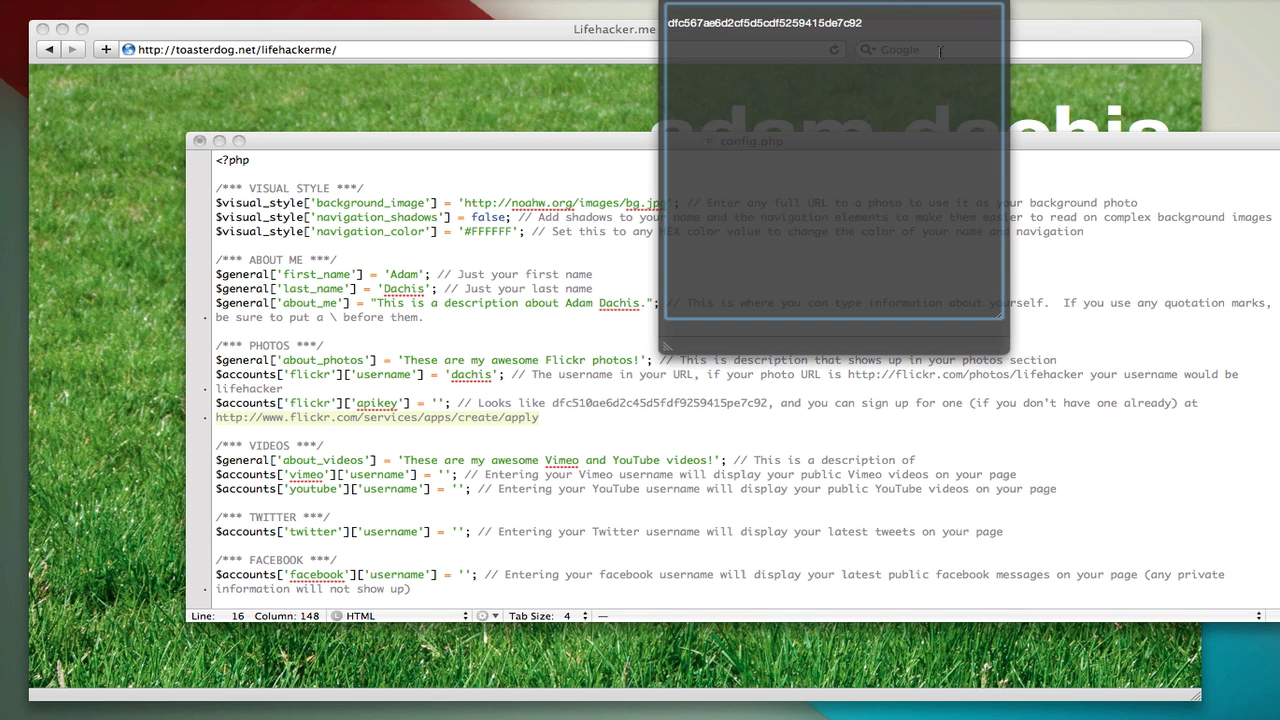 dfc567ae6d2cf5d5cdf5259415de7c92
Lifehacker.me
http://toasterdog.net/lifehackerme/
Google
adam dachis
config.php
<?php
/*** VISUAL STYLE ***/
$visual_style['background_image'] = 'http://noahw.org/images/bg.jpg'; // Enter any full URL to a photo to use it as your background photo
$visual_style['navigation_shadows'] = false; // Add shadows to your name and the navigation elements to make them easier to read on complex background images
$visual_style['navigation_color'] = '#FFFFFF'; // Set this to any HEX color value to change the color of your name and navigation
/*** ABOUT ME ***/
$general['first_name'] = 'Adam'; // Just your first name
$general['last_name'] = 'Dachis'; // Just your last name
$general['about_me'] = "This is a description about Adam Dachis."; // This is where you can type information about yourself.  If you use any quotation marks,
be sure to put a \ before them.
/*** PHOTOS ***/
$general['about_photos'] = 'These are my awesome Flickr photos!'; // This is description that shows up in your photos section
$accounts['flickr']['username'] = 'dachis'; // The username in your URL, if your photo URL is http://flickr.com/photos/lifehacker your username would be
lifehacker
$accounts['flickr']['apikey'] = ''; // Looks like dfc510ae6d2c45d5fdf9259415pe7c92, and you can sign up for one (if you don't have one already) at
http://www.flickr.com/services/apps/create/apply
/*** VIDEOS ***/
$general['about_videos'] = 'These are my awesome Vimeo and YouTube videos!'; // This is a description of
$accounts['vimeo']['username'] = ''; // Entering your Vimeo username will display your public Vimeo videos on your page
$accounts['youtube']['username'] = ''; // Entering your YouTube username will display your public YouTube videos on your page
/*** TWITTER ***/
$accounts['twitter']['username'] = ''; // Entering your Twitter username will display your latest tweets on your page
/*** FACEBOOK ***/
$accounts['facebook']['username'] = ''; // Entering your facebook username will display your latest public facebook messages on your page (any private
information will not show up)
Line: 16 Column: 148 L HTML Tab Size: 4 —